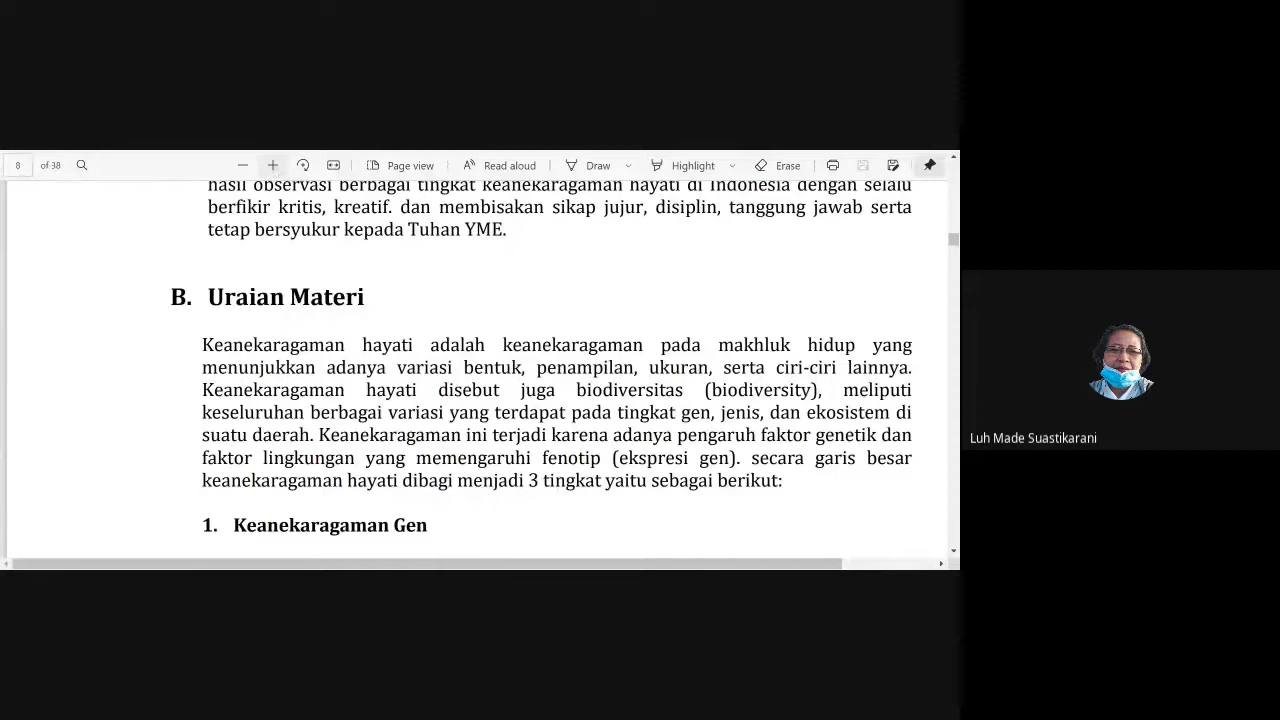 8 of 38 Page view Read aloud Draw Highlight Erase
hasil observasi berbagai tingkat keanekaragaman hayati di Indonesia dengan selalu
berfikir kritis, kreatif. dan membisakan sikap jujur, disiplin, tanggung jawab serta
tetap bersyukur kepada Tuhan YME.
B. Uraian Materi
Keanekaragaman hayati adalah keanekaragaman pada makhluk hidup yang
menunjukkan adanya variasi bentuk, penampilan, ukuran, serta ciri-ciri lainnya.
Keanekaragaman hayati disebut juga biodiversitas (biodiversity), meliputi
keseluruhan berbagai variasi yang terdapat pada tingkat gen, jenis, dan ekosistem di
suatu daerah. Keanekaragaman ini terjadi karena adanya pengaruh faktor genetik dan
faktor lingkungan yang memengaruhi fenotip (ekspresi gen). secara garis besar
keanekaragaman hayati dibagi menjadi 3 tingkat yaitu sebagai berikut:
1. Keanekaragaman Gen
Luh Made Suastikarani